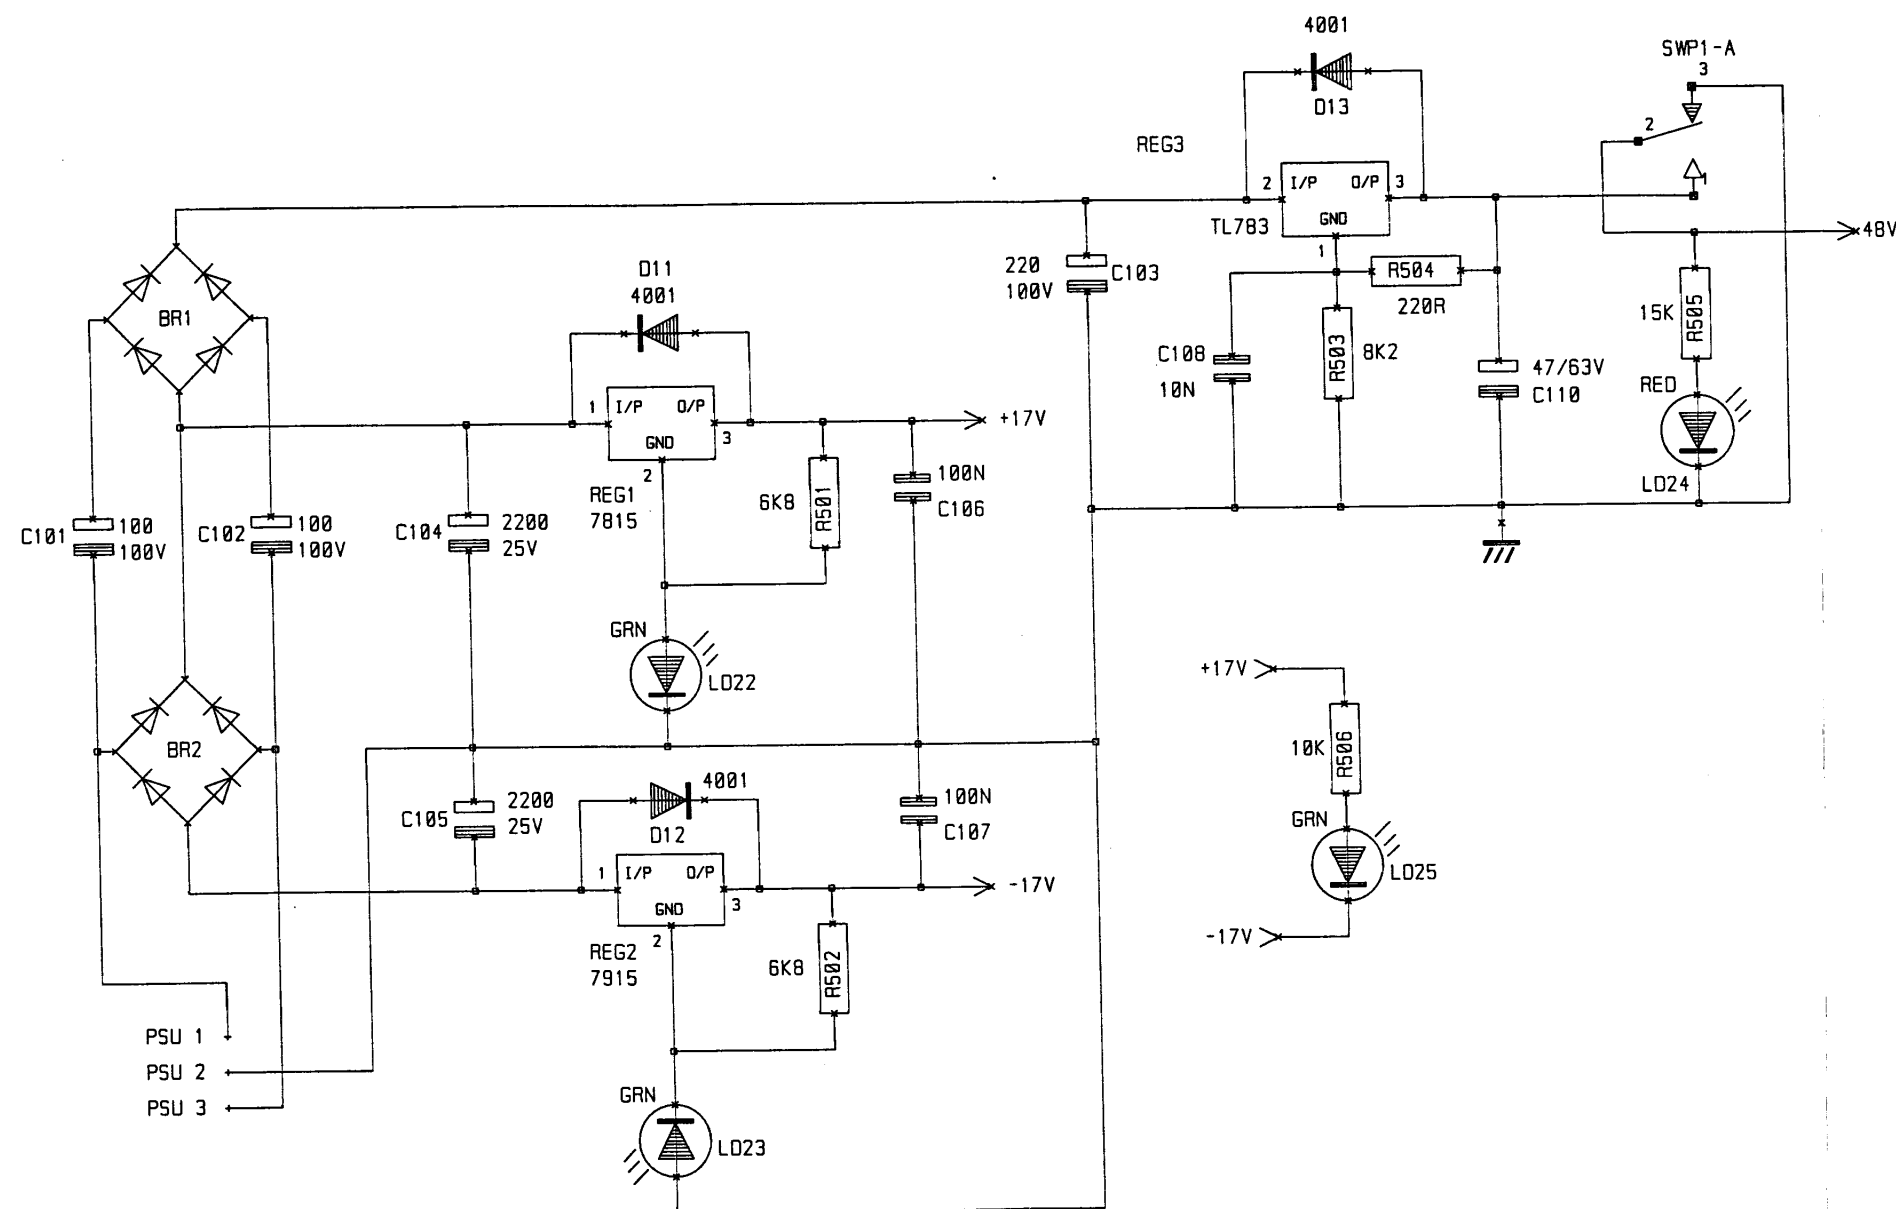 4001
D13
SWP1-A
3
2
1
REG3
2
I/P
O/P
3
GND
TL783
1
48V
R504
220R
220
100V
C103
C108
10N
R503
8K2
47/63V
C110
15K
R505
RED
LD24
BR1
D11
4001
1
I/P
O/P
3
GND
2
+17V
REG1
7815
6K8
R501
100N
C106
C101
100
100V
C102
100
100V
C104
2200
25V
GRN
LD22
BR2
C105
2200
25V
4001
D12
100N
C107
1
I/P
O/P
3
GND
2
-17V
REG2
7915
6K8
R502
GRN
LD23
PSU 1
PSU 2
PSU 3
+17V
10K
R506
GRN
LD25
-17V